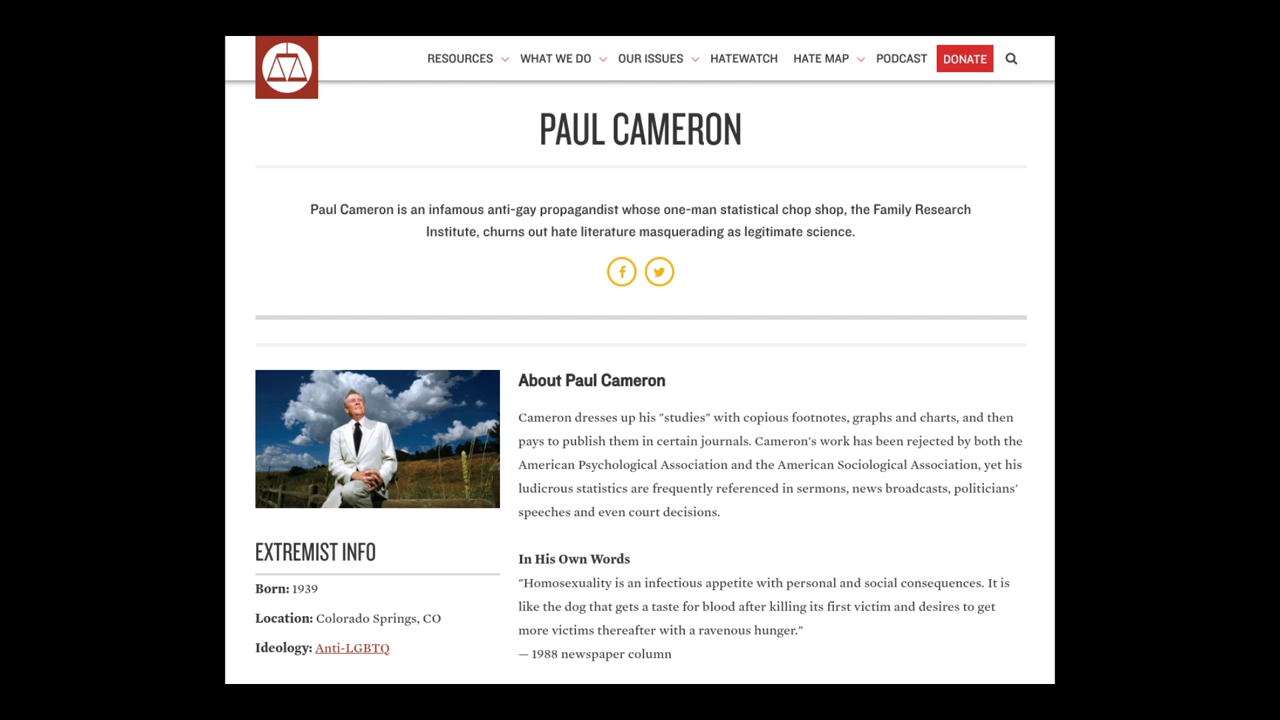 RESOURCES WHAT WE DO OUR ISSUES HATEWATCH HATE MAP PODCAST DONATE
PAUL CAMERON
Paul Cameron is an infamous anti-gay propagandist whose one-man statistical chop shop, the Family Research
Institute, churns out hate literature masquerading as legitimate science.
About Paul Cameron
Cameron dresses up his "studies" with copious footnotes, graphs and charts, and then
pays to publish them in certain journals. Cameron's work has been rejected by both the
American Psychological Association and the American Sociological Association, yet his
ludicrous statistics are frequently referenced in sermons, news broadcasts, politicians'
speeches and even court decisions.
In His Own Words
"Homosexuality is an infectious appetite with personal and social consequences. It is
like the dog that gets a taste for blood after killing its first victim and desires to get
more victims thereafter with a ravenous hunger."
— 1988 newspaper column
EXTREMIST INFO
Born: 1939
Location: Colorado Springs, CO
Ideology: Anti-LGBTQ